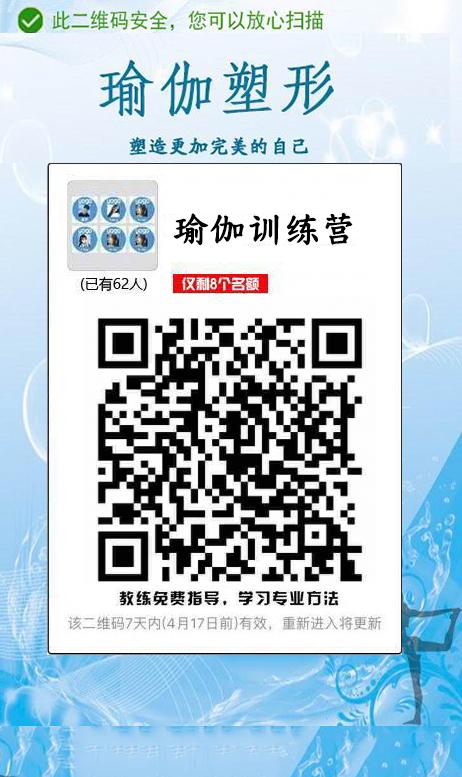 此二维码安全，您可以放心扫描
瑜伽塑形
塑造更加完美的自己
瑜伽训练营
(已有62人)
仅剩8个名额
教练免费指导，学习专业方法
该二维码7天内(4月17日前)有效，重新进入将更新